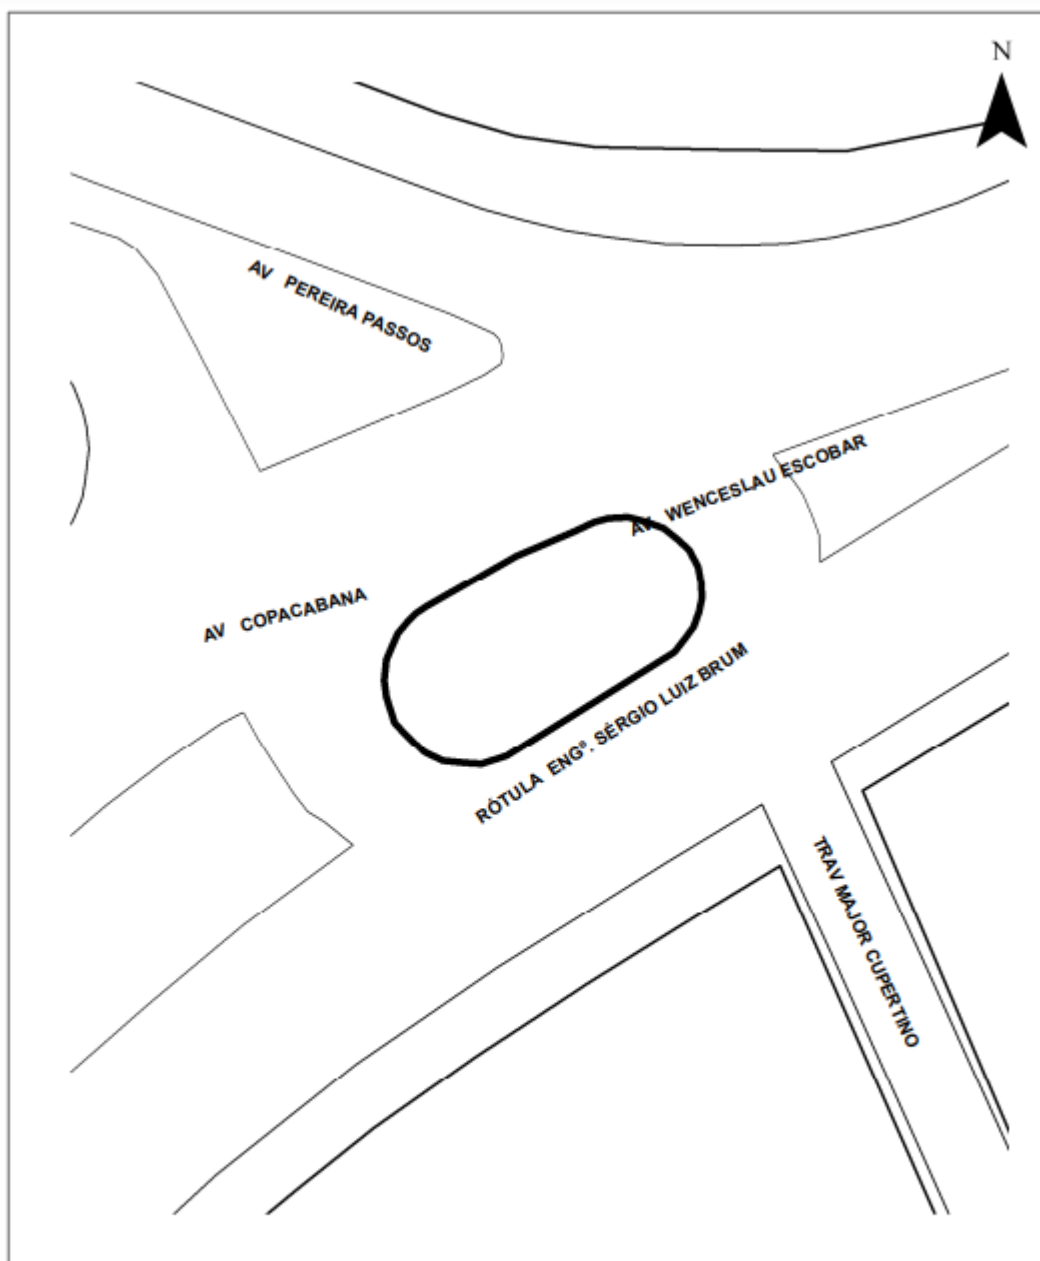 N
AV PEREIRA PASSOS
AV WENCESLAU ESCOBAR
AV COPACABANA
RÓTULA ENGº. SÉRGIO LUIZ BRUM
TRAV MAJOR CUPERTINO